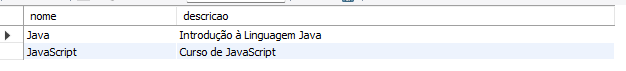 nome descricao
Java Introdução à Linguagem Java
JavaScript Curso de JavaScript